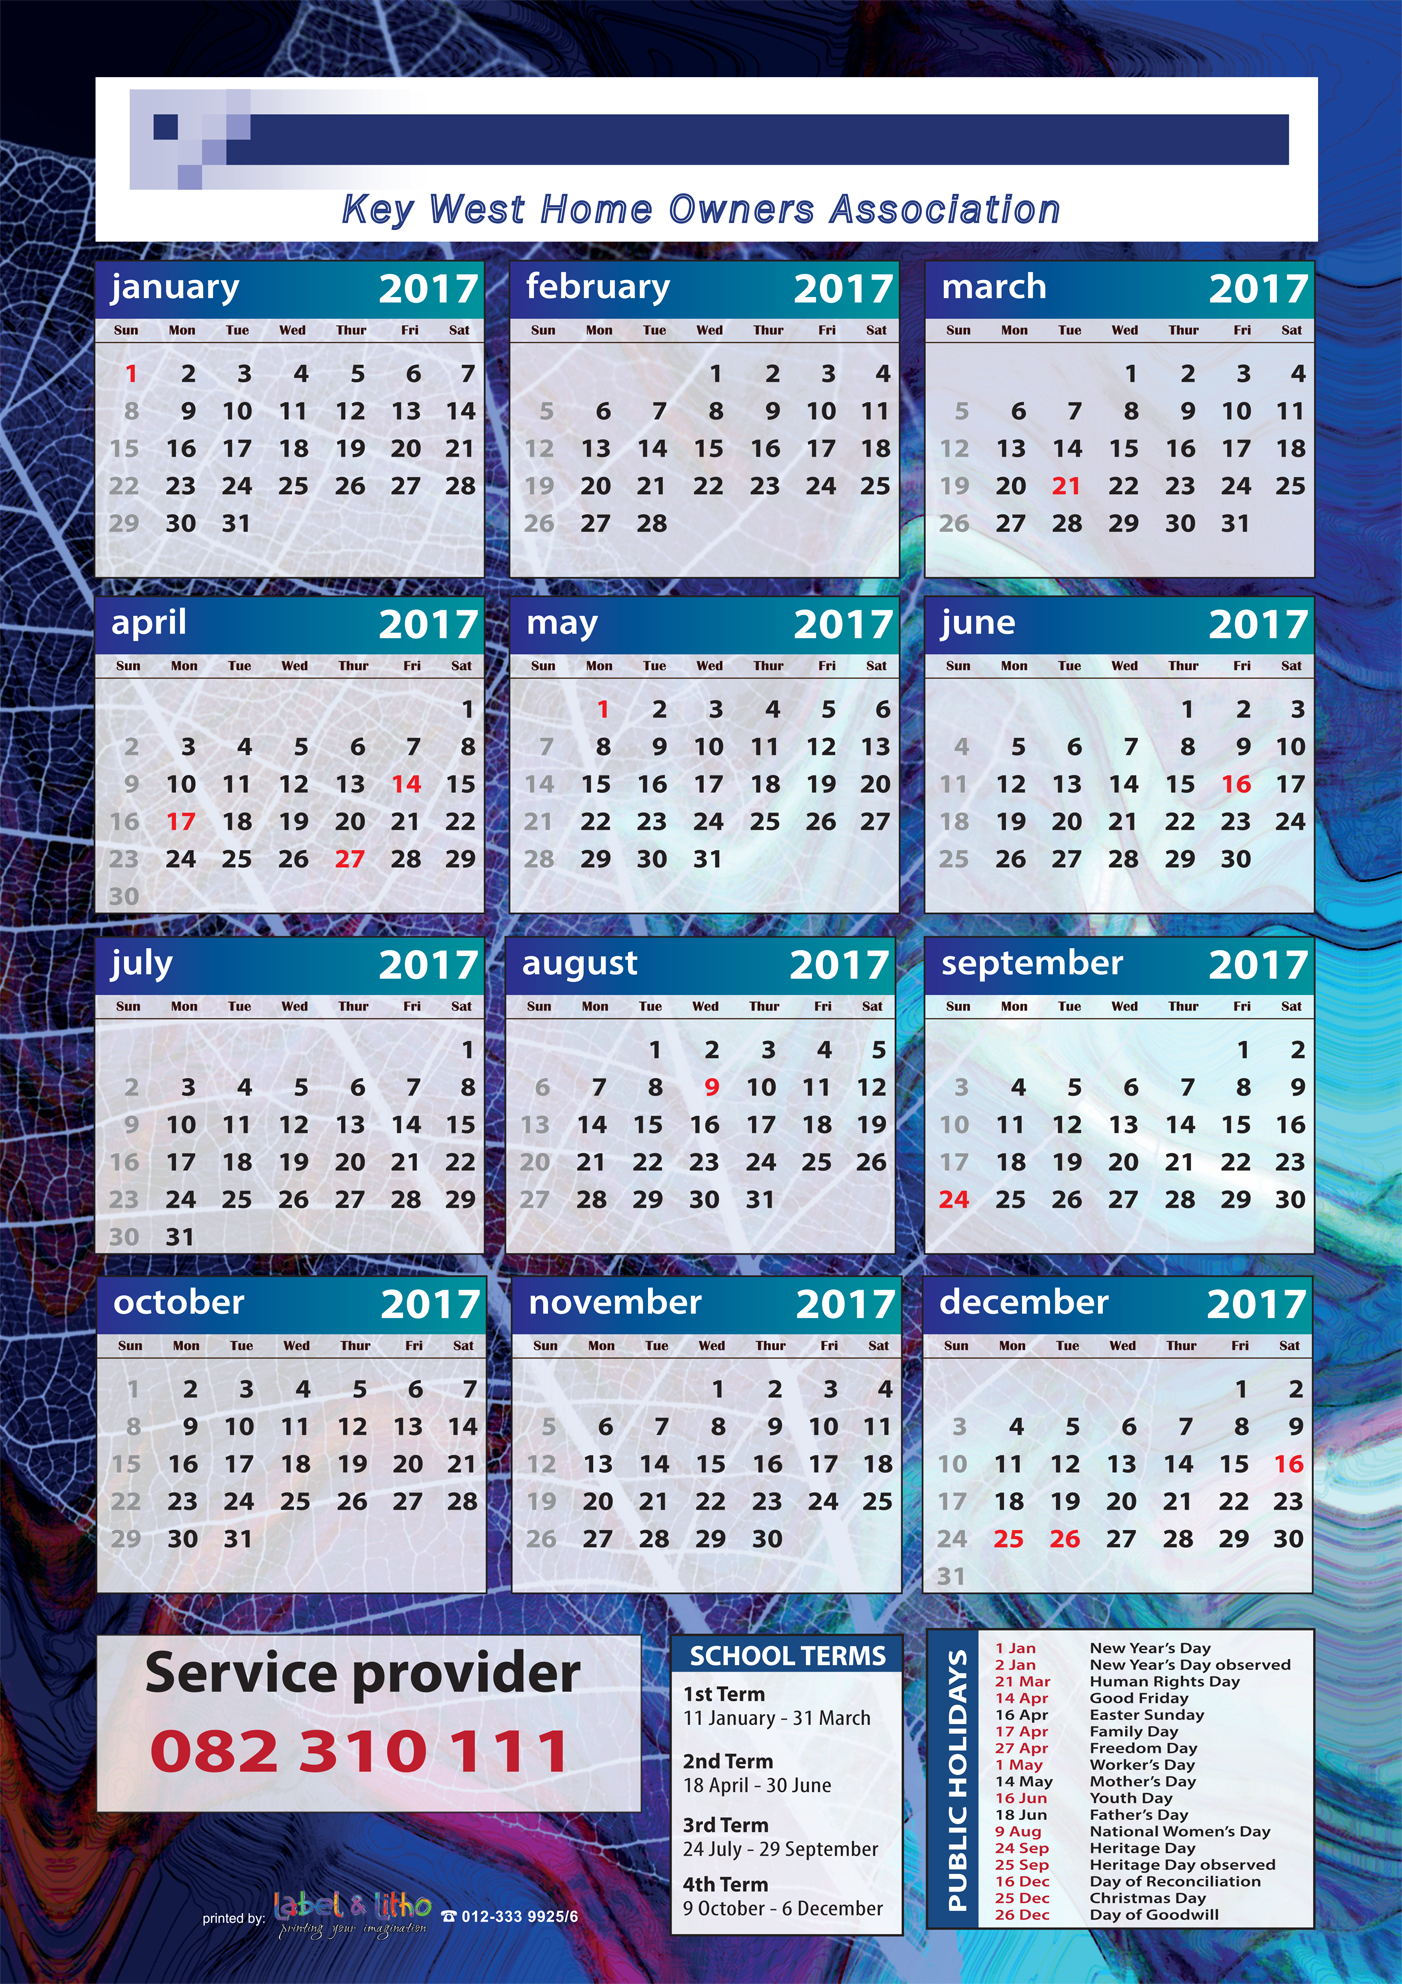 Key West Home Owners Association
january 2017
Sun Mon Tue Wed Thur Fri Sat
1 2 3 4 5 6 7
8 9 10 11 12 13 14
15 16 17 18 19 20 21
22 23 24 25 26 27 28
29 30 31
february 2017
Sun Mon Tue Wed Thur Fri Sat
1 2 3 4
5 6 7 8 9 10 11
12 13 14 15 16 17 18
19 20 21 22 23 24 25
26 27 28
march 2017
Sun Mon Tue Wed Thur Fri Sat
1 2 3 4
5 6 7 8 9 10 11
12 13 14 15 16 17 18
19 20 21 22 23 24 25
26 27 28 29 30 31
april 2017
Sun Mon Tue Wed Thur Fri Sat
1
2 3 4 5 6 7 8
9 10 11 12 13 14 15
16 17 18 19 20 21 22
23 24 25 26 27 28 29
30
may 2017
Sun Mon Tue Wed Thur Fri Sat
1 2 3 4 5 6
7 8 9 10 11 12 13
14 15 16 17 18 19 20
21 22 23 24 25 26 27
28 29 30 31
june 2017
Sun Mon Tue Wed Thur Fri Sat
1 2 3
4 5 6 7 8 9 10
11 12 13 14 15 16 17
18 19 20 21 22 23 24
25 26 27 28 29 30
july 2017
Sun Mon Tue Wed Thur Fri Sat
1
2 3 4 5 6 7 8
9 10 11 12 13 14 15
16 17 18 19 20 21 22
23 24 25 26 27 28 29
30 31
august 2017
Sun Mon Tue Wed Thur Fri Sat
1 2 3 4 5
6 7 8 9 10 11 12
13 14 15 16 17 18 19
20 21 22 23 24 25 26
27 28 29 30 31
september 2017
Sun Mon Tue Wed Thur Fri Sat
1 2
3 4 5 6 7 8 9
10 11 12 13 14 15 16
17 18 19 20 21 22 23
24 25 26 27 28 29 30
october 2017
Sun Mon Tue Wed Thur Fri Sat
1 2 3 4 5 6 7
8 9 10 11 12 13 14
15 16 17 18 19 20 21
22 23 24 25 26 27 28
29 30 31
november 2017
Sun Mon Tue Wed Thur Fri Sat
1 2 3 4
5 6 7 8 9 10 11
12 13 14 15 16 17 18
19 20 21 22 23 24 25
26 27 28 29 30
december 2017
Sun Mon Tue Wed Thur Fri Sat
1 2
3 4 5 6 7 8 9
10 11 12 13 14 15 16
17 18 19 20 21 22 23
24 25 26 27 28 29 30
31
Service provider
082 310 111
printed by: label & litho ☎ 012-333 9925/6
printing your imagination
SCHOOL TERMS
1st Term
11 January - 31 March
2nd Term
18 April - 30 June
3rd Term
24 July - 29 September
4th Term
9 October - 6 December
PUBLIC HOLIDAYS
1 Jan New Year's Day
2 Jan New Year's Day observed
21 Mar Human Rights Day
14 Apr Good Friday
16 Apr Easter Sunday
17 Apr Family Day
27 Apr Freedom Day
1 May Worker's Day
14 May Mother's Day
16 Jun Youth Day
18 Jun Father's Day
9 Aug National Women's Day
24 Sep Heritage Day
25 Sep Heritage Day observed
16 Dec Day of Reconciliation
25 Dec Christmas Day
26 Dec Day of Goodwill